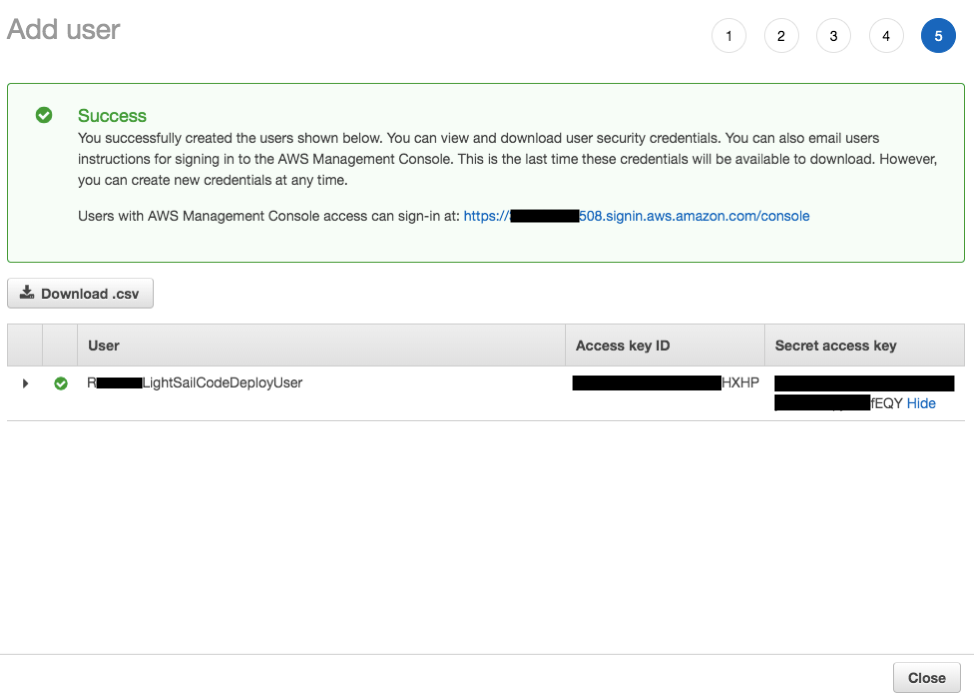 Add user
1 2 3 4 5
Success
You successfully created the users shown below. You can view and download user security credentials. You can also email users
instructions for signing in to the AWS Management Console. This is the last time these credentials will be available to download. However,
you can create new credentials at any time.
Users with AWS Management Console access can sign-in at: https:// 508.signin.aws.amazon.com/console
Download .csv
User Access key ID Secret access key
R LightSailCodeDeployUser HXHP
fEQY Hide
Close